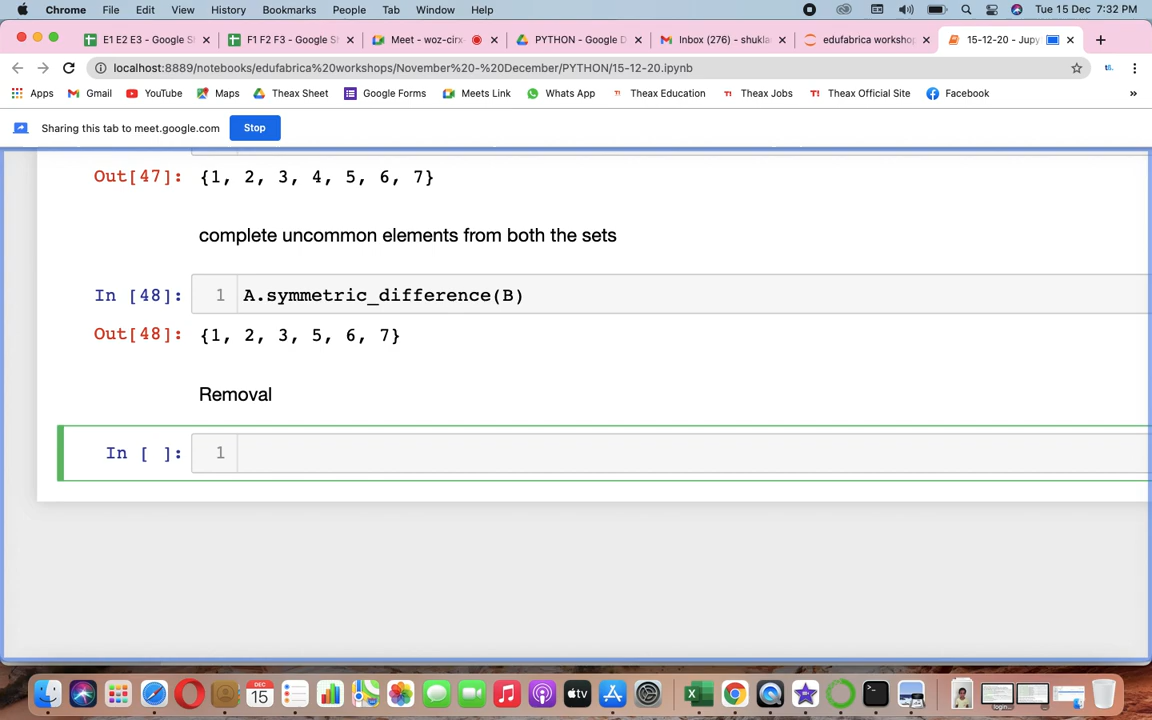 Chrome File Edit View History Bookmarks People Tab Window Help Tue 15 Dec 7:32 PM
E1 E2 E3 - Google S F1 F2 F3 - Google S Meet - woz-cirx- PYTHON - Google D Inbox (276) - shukla edufabrica worksho 15-12-20 - Jupy
localhost:8889/notebooks/edufabrica%20workshops/November%20-%20December/PYTHON/15-12-20.ipynb
Apps Gmail YouTube Maps Theax Sheet Google Forms Meets Link Whats App Theax Education Theax Jobs Theax Official Site Facebook »
Sharing this tab to meet.google.com Stop
Out[47]: {1, 2, 3, 4, 5, 6, 7}
complete uncommon elements from both the sets
In [48]: 1 A.symmetric_difference(B)
Out[48]: {1, 2, 3, 5, 6, 7}
Removal
In [ ]: 1
DEC
15
tv